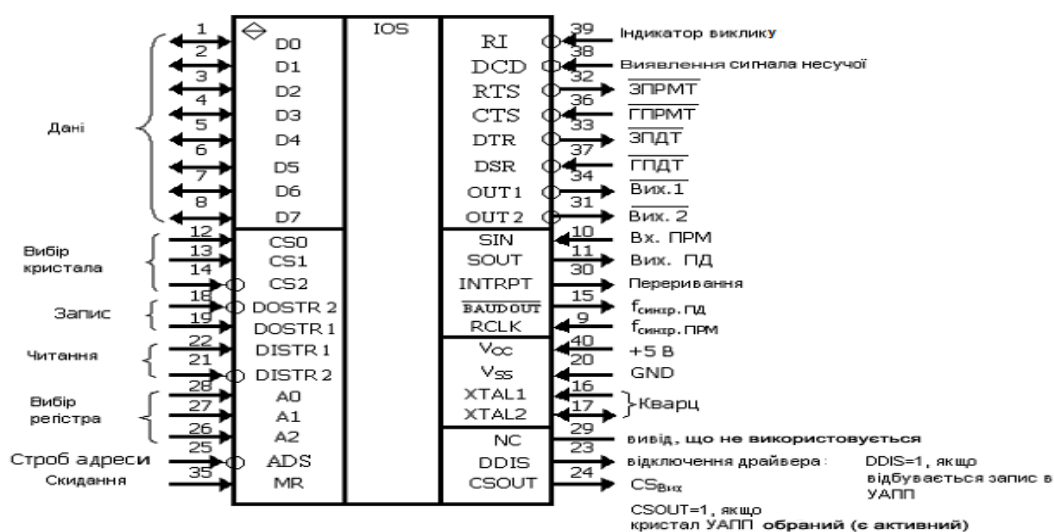 1
D0
IOS
RI
39
Індикатор виклику
2
D1
DCD
38
Виявлення сигнала несучої
3
D2
RTS
32
ЗПРМТ
4
D3
CTS
36
ГПРМТ
Дані
5
D4
DTR
33
ЗПДТ
6
D5
DSR
37
ГПДТ
7
D6
OUT1
34
Вих.1
8
D7
OUT 2
31
Вих. 2
Вибір
кристала
12
CS0
SIN
10
Вх. ПРМ
13
CS1
SOUT
11
Вих. ПД
14
CS2
INTRPT
30
Переривання
Запис
18
DOSTR 2
BAUDOUT
15
fсинхр.ПД
19
DOSTR 1
RCLK
9
fсинхр.ПРМ
Читання
22
DISTR 1
VCC
40
+5 В
21
DISTR 2
VSS
20
GND
Вибір
регістра
28
A0
XTAL1
16
27
A1
XTAL2
17
Кварц
26
A2
NC
29
вивід, що не використовується
Строб адреси
25
ADS
DDIS
23
відключення драйвера: DDIS=1, якщо
відбувається запис в
УАПП
Скидання
35
MR
CSOUT
24
CSВих
CSOUT=1, якщо
кристал УАПП обраний (є активний)